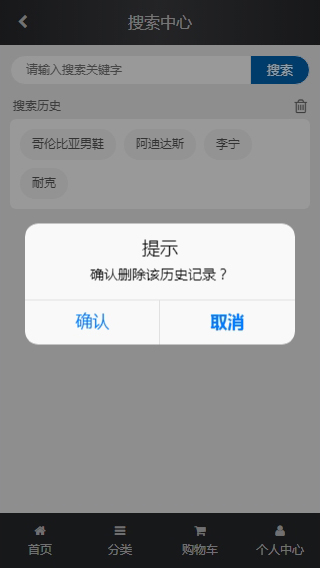 搜索中心
请输入搜索关键字
搜索
搜索历史
哥伦比亚男鞋
阿迪达斯
李宁
耐克
提示
确认删除该历史记录？
确认
取消
首页
分类
购物车
个人中心